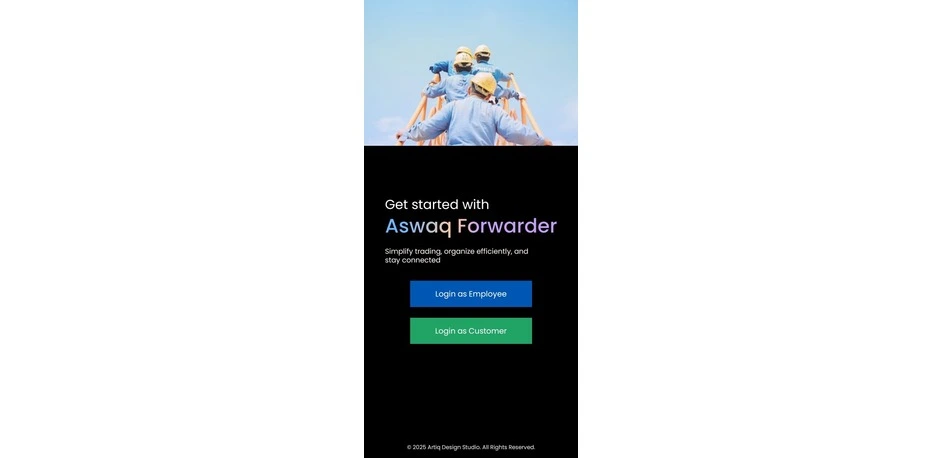 Get started with
Aswaq Forwarder
Simplify trading, organize efficiently, and
stay connected
Login as Employee
Login as Customer
© 2025 Artiq Design Studio. All Rights Reserved.